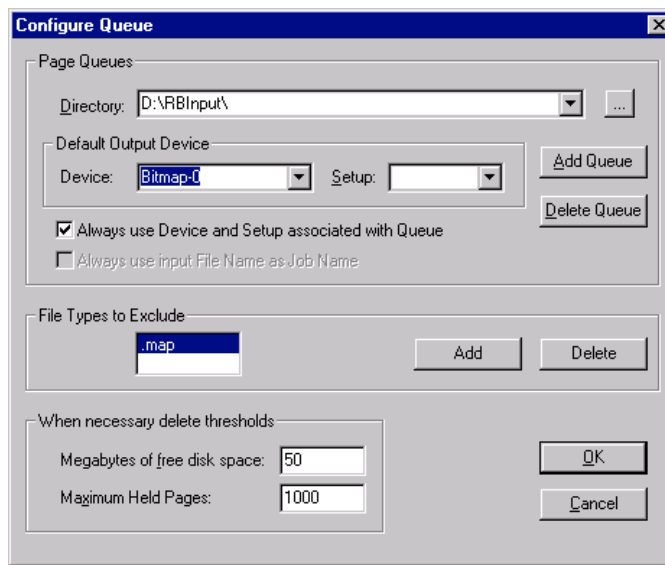 Configure Queue
Page Queues
Directory: D:\RBInput\ ...
Default Output Device
Device: Bitmap-0 Setup:
Add Queue
Delete Queue
Always use Device and Setup associated with Queue
Always use input File Name as Job Name
File Types to Exclude
.map
Add Delete
When necessary delete thresholds
Megabytes of free disk space: 50
Maximum Held Pages: 1000
OK
Cancel